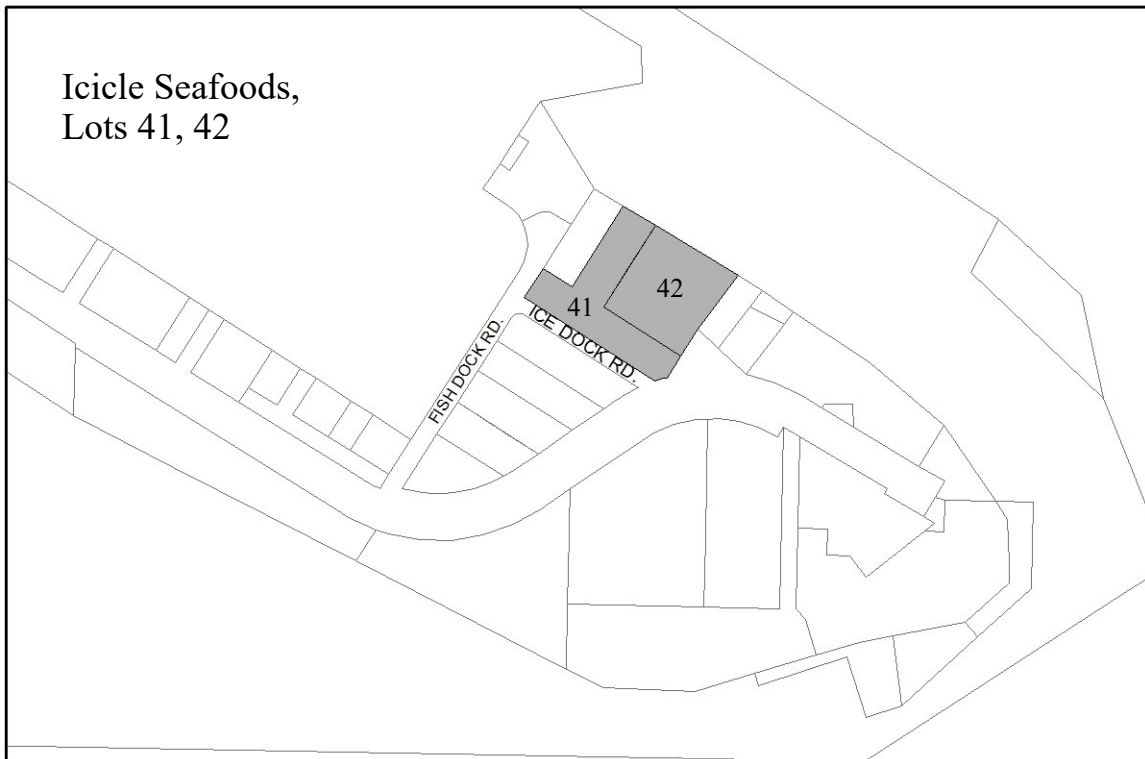 Icicle Seafoods,
Lots 41, 42
42
41
ICE DOCK RD.
FISH DOCK RD.